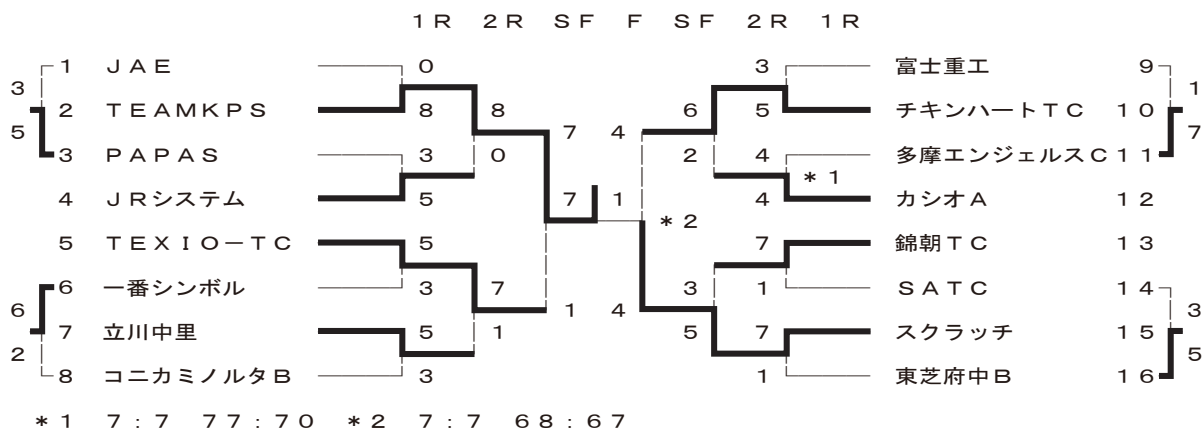 １Ｒ ２Ｒ ＳＦ Ｆ ＳＦ ２Ｒ １Ｒ
１ ＪＡＥ ０ ３ 富士重工 ９
３ ６ １
２ ＴＥＡＭＫＰＳ ８ ８ ５ チキンハートＴＣ １０
５ ７ ４ ７
３ ＰＡＰＡＳ ３ ０ ２ ４ 多摩エンジェルスＣ １１
＊１
４ ＪＲシステム ５ ７ １ ４ カシオＡ １２
＊２
５ ＴＥＸＩＯ－ＴＣ ５ ７ 錦朝ＴＣ １３
６ 一番シンボル ３ ７ ３ １ ＳＡＴＣ １４
６ １ ４ ３
７ 立川中里 ５ １ ５ ７ スクラッチ １５
２ ５
８ コニカミノルタＢ ３ １ 東芝府中Ｂ １６
＊１ ７：７ ７７：７０ ＊２ ７：７ ６８：６７